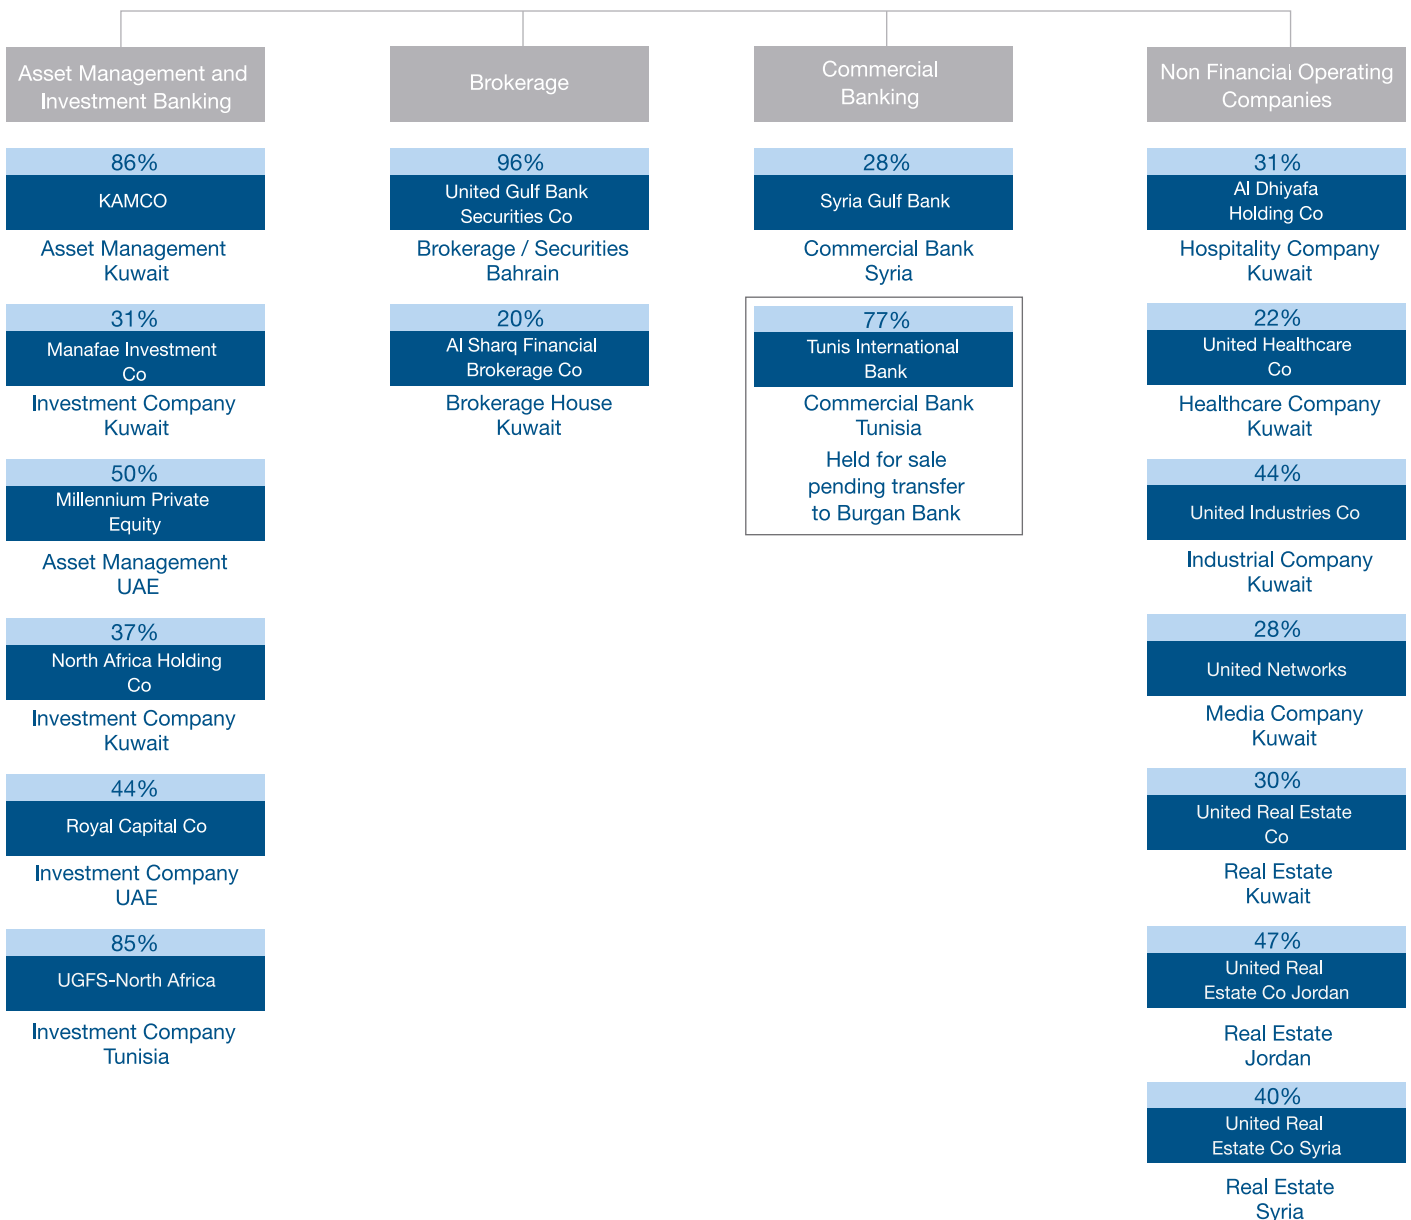 Asset Management and
Investment Banking
86%
KAMCO
Asset Management
Kuwait
31%
Manafae Investment
Co
Investment Company
Kuwait
50%
Millennium Private
Equity
Asset Management
UAE
37%
North Africa Holding
Co
Investment Company
Kuwait
44%
Royal Capital Co
Investment Company
UAE
85%
UGFS-North Africa
Investment Company
Tunisia
Brokerage
96%
United Gulf Bank
Securities Co
Brokerage / Securities
Bahrain
20%
Al Sharq Financial
Brokerage Co
Brokerage House
Kuwait
Commercial
Banking
28%
Syria Gulf Bank
Commercial Bank
Syria
77%
Tunis International
Bank
Commercial Bank
Tunisia
Held for sale
pending transfer
to Burgan Bank
Non Financial Operating
Companies
31%
Al Dhiyafa
Holding Co
Hospitality Company
Kuwait
22%
United Healthcare
Co
Healthcare Company
Kuwait
44%
United Industries Co
Industrial Company
Kuwait
28%
United Networks
Media Company
Kuwait
30%
United Real Estate
Co
Real Estate
Kuwait
47%
United Real
Estate Co Jordan
Real Estate
Jordan
40%
United Real
Estate Co Syria
Real Estate
Syria